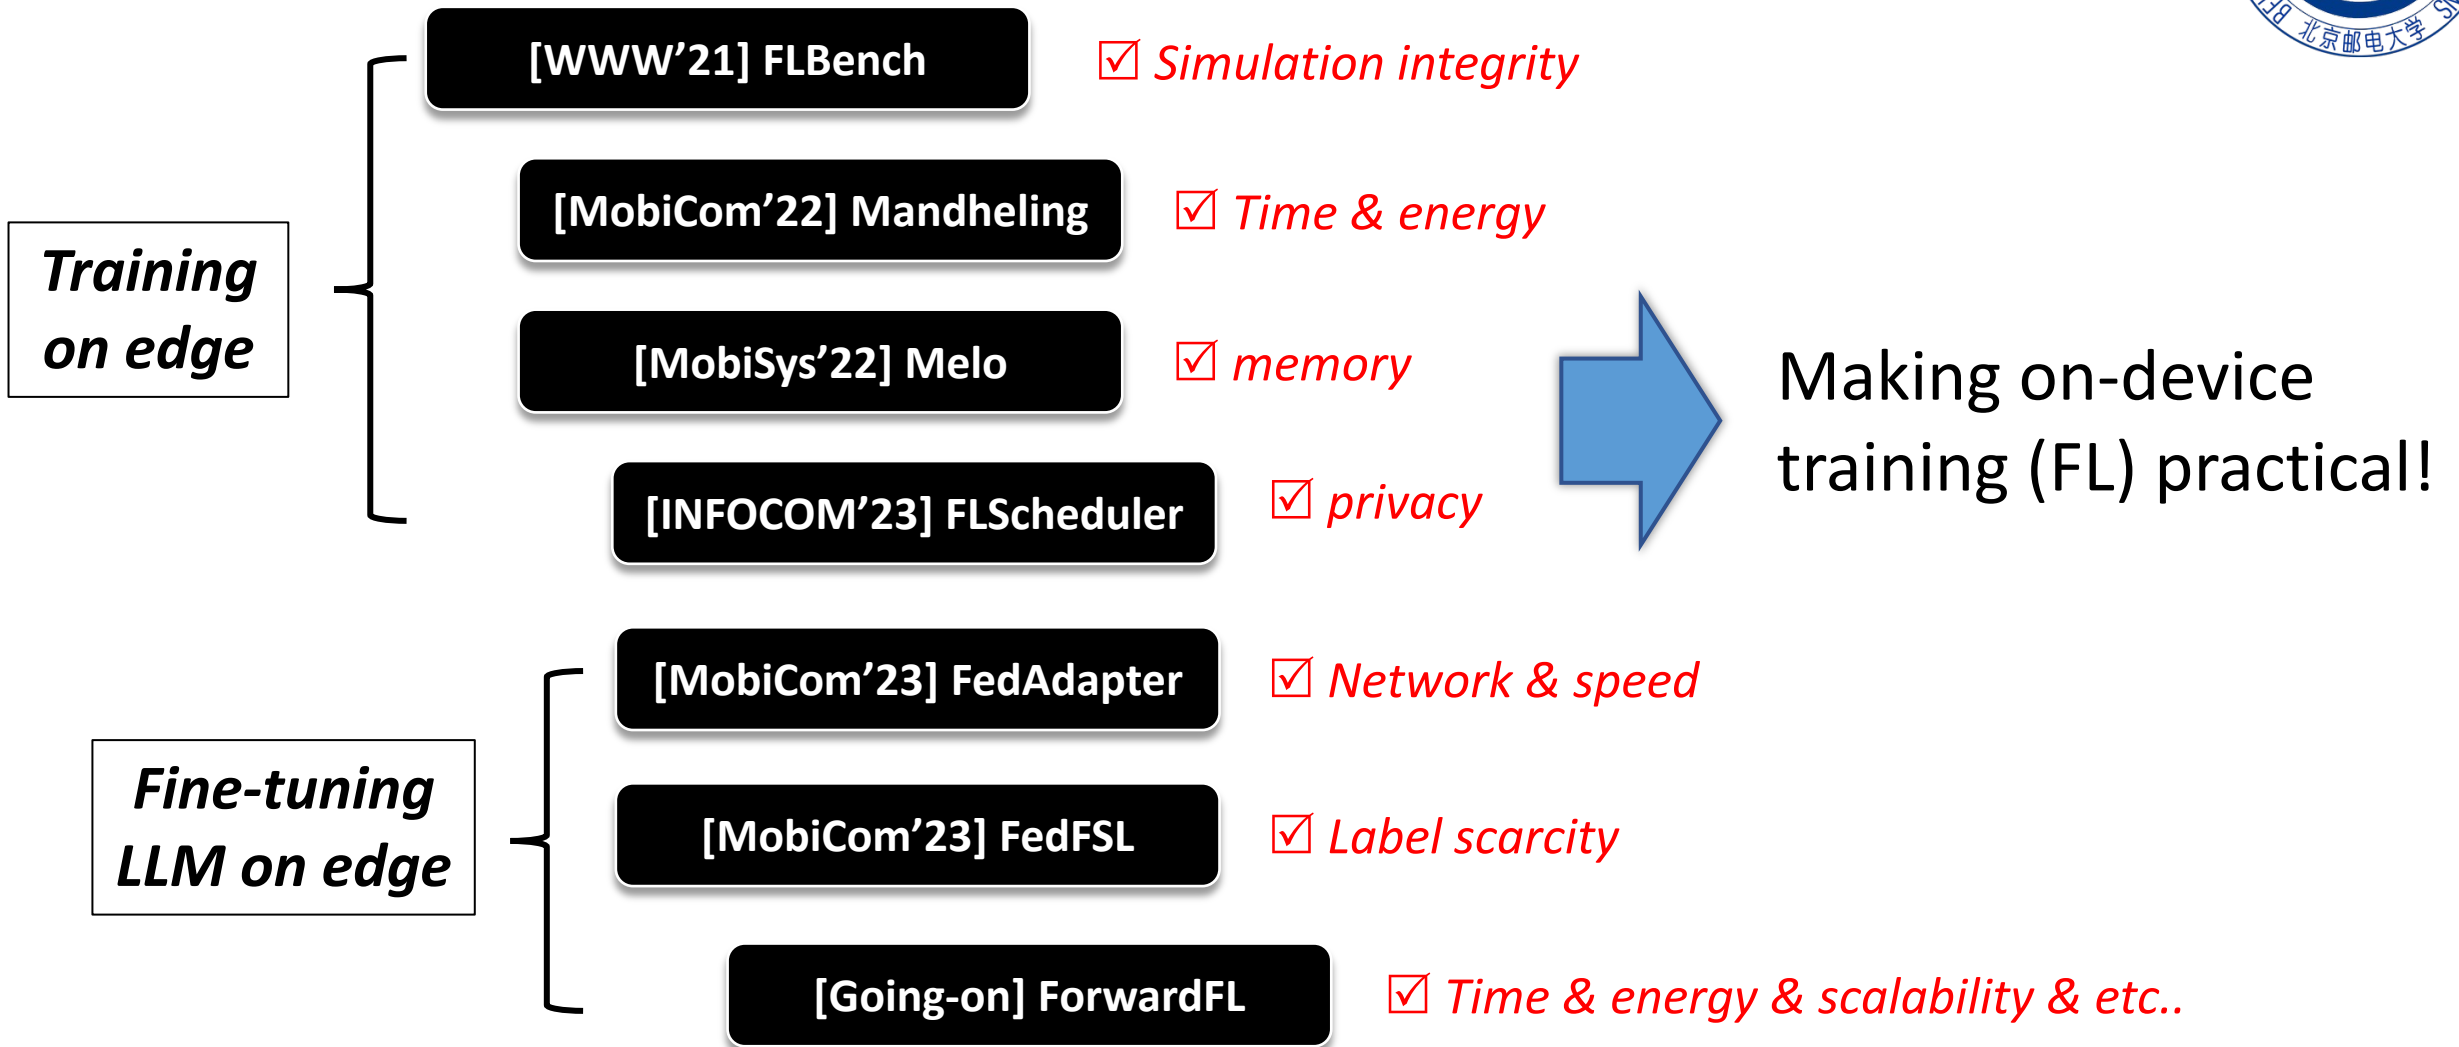 北京邮电大学
[WWW’21] FLBench
☑ Simulation integrity
[MobiCom’22] Mandheling
☑ Time & energy
Training
on edge
[MobiSys’22] Melo
☑ memory
Making on-device
training (FL) practical!
[INFOCOM’23] FLScheduler
☑ privacy
[MobiCom’23] FedAdapter
☑ Network & speed
Fine-tuning
LLM on edge
[MobiCom’23] FedFSL
☑ Label scarcity
[Going-on] ForwardFL
☑ Time & energy & scalability & etc..